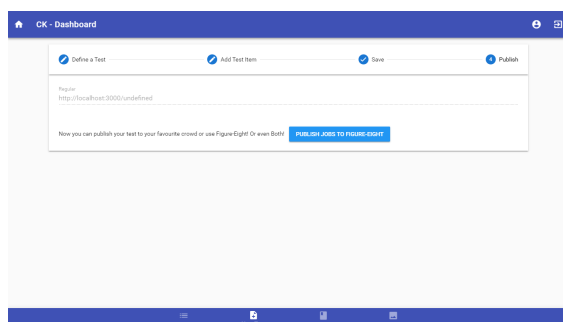 CK - Dashboard
Define a Test
Add Test Item
Save
4 Publish
Regular
http://localhost:3000/undefined
Now you can publish your test to your favourite crowd or use Figure-Eight! Or even Both!
PUBLISH JOBS TO FIGURE-EIGHT